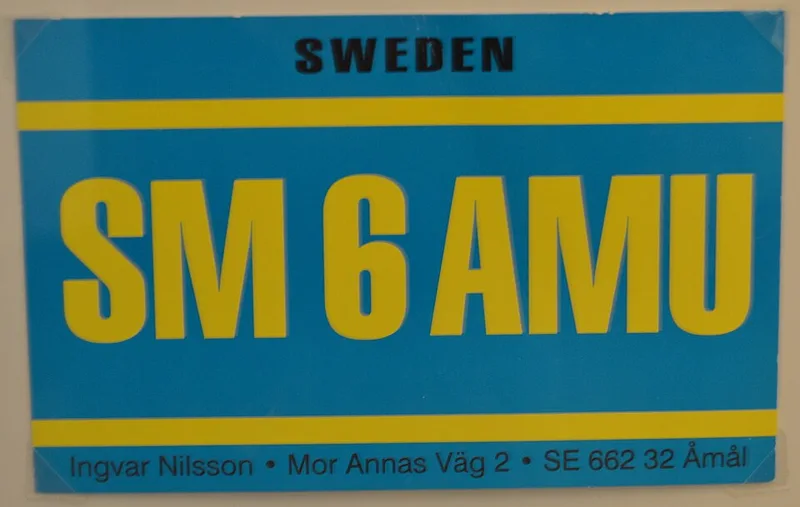 SWEDEN
SM 6 AMU
Ingvar Nilsson • Mor Annas Väg 2 • SE 662 32 Åmål